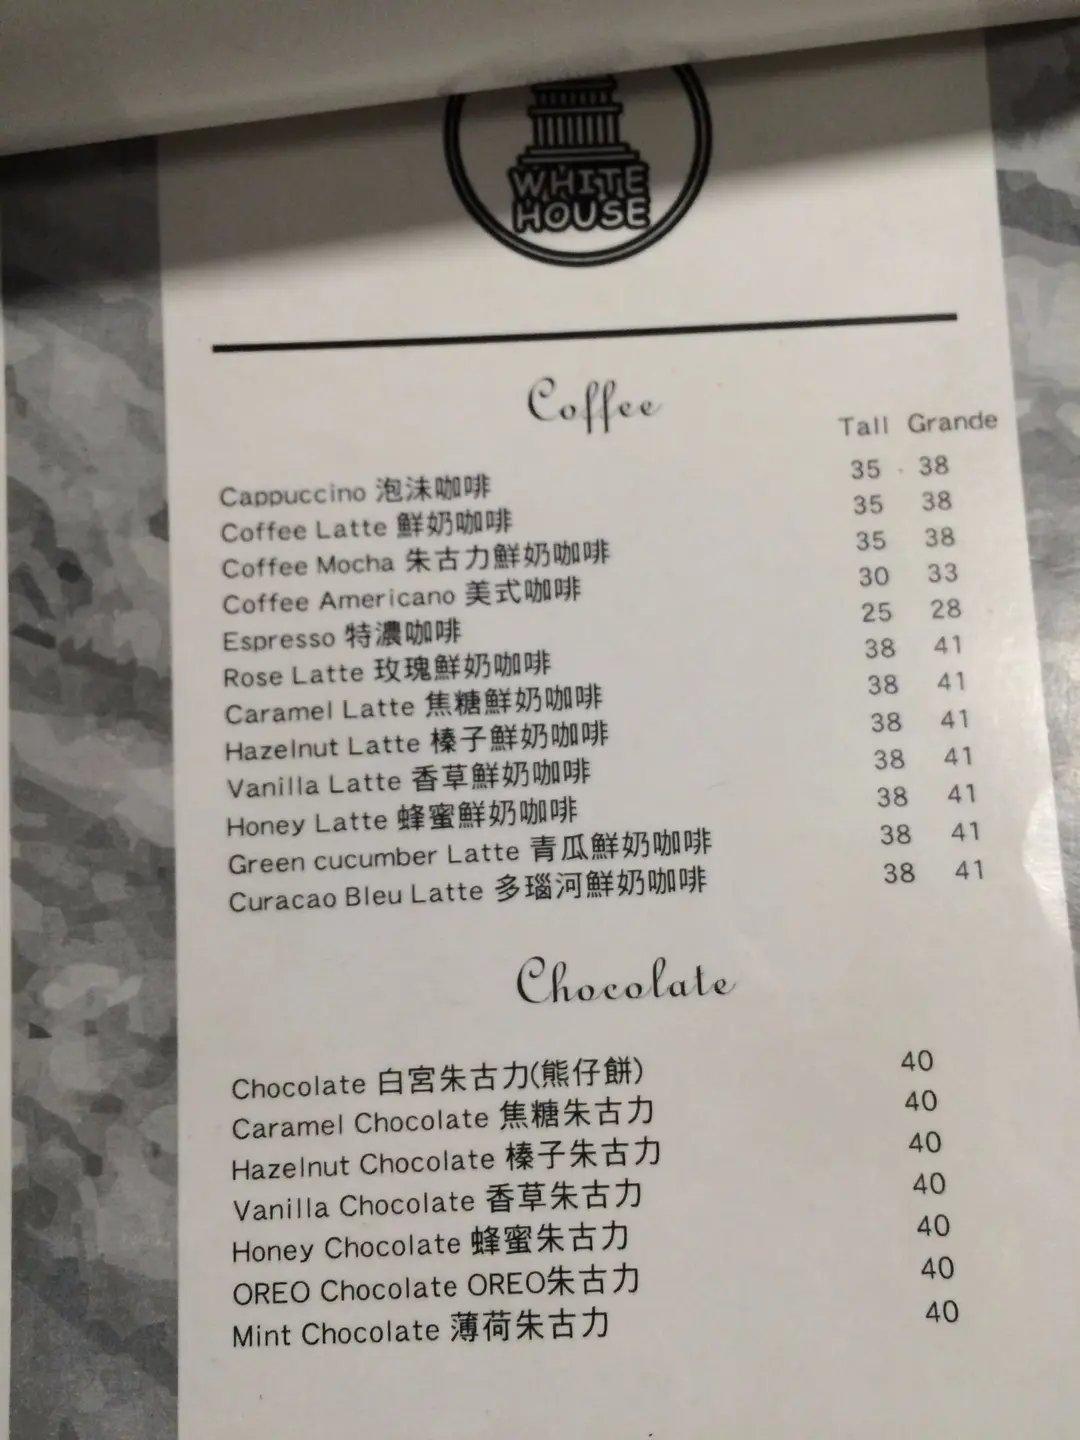 WHITE
HOUSE
Coffee
Tall Grande
Cappuccino 泡沫咖啡 35 38
Coffee Latte 鮮奶咖啡 35 38
Coffee Mocha 朱古力鮮奶咖啡 35 38
Coffee Americano 美式咖啡 30 33
Espresso 特濃咖啡 25 28
Rose Latte 玫瑰鮮奶咖啡 38 41
Caramel Latte 焦糖鮮奶咖啡 38 41
Hazelnut Latte 榛子鮮奶咖啡 38 41
Vanilla Latte 香草鮮奶咖啡 38 41
Honey Latte 蜂蜜鮮奶咖啡 38 41
Green cucumber Latte 青瓜鮮奶咖啡 38 41
Curacao Bleu Latte 多瑙河鮮奶咖啡 38 41
Chocolate
Chocolate 白宮朱古力(熊仔餅) 40
Caramel Chocolate 焦糖朱古力 40
Hazelnut Chocolate 榛子朱古力 40
Vanilla Chocolate 香草朱古力 40
Honey Chocolate 蜂蜜朱古力 40
OREO Chocolate OREO朱古力 40
Mint Chocolate 薄荷朱古力 40